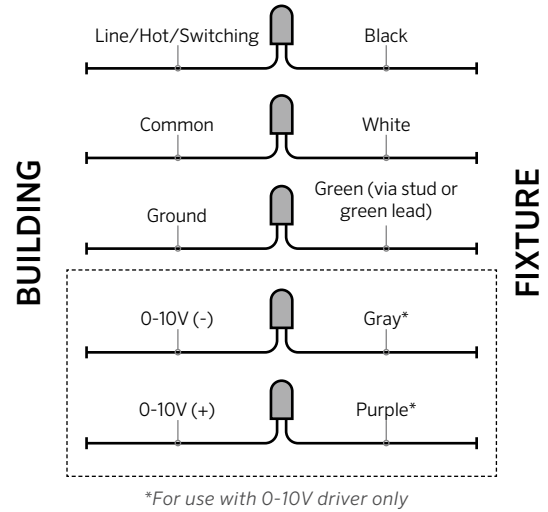 Line/Hot/Switching
Black
Common
White
BUILDING
FIXTURE
Ground
Green (via stud or
green lead)
0-10V (-)
Gray*
0-10V (+)
Purple*
*For use with 0-10V driver only